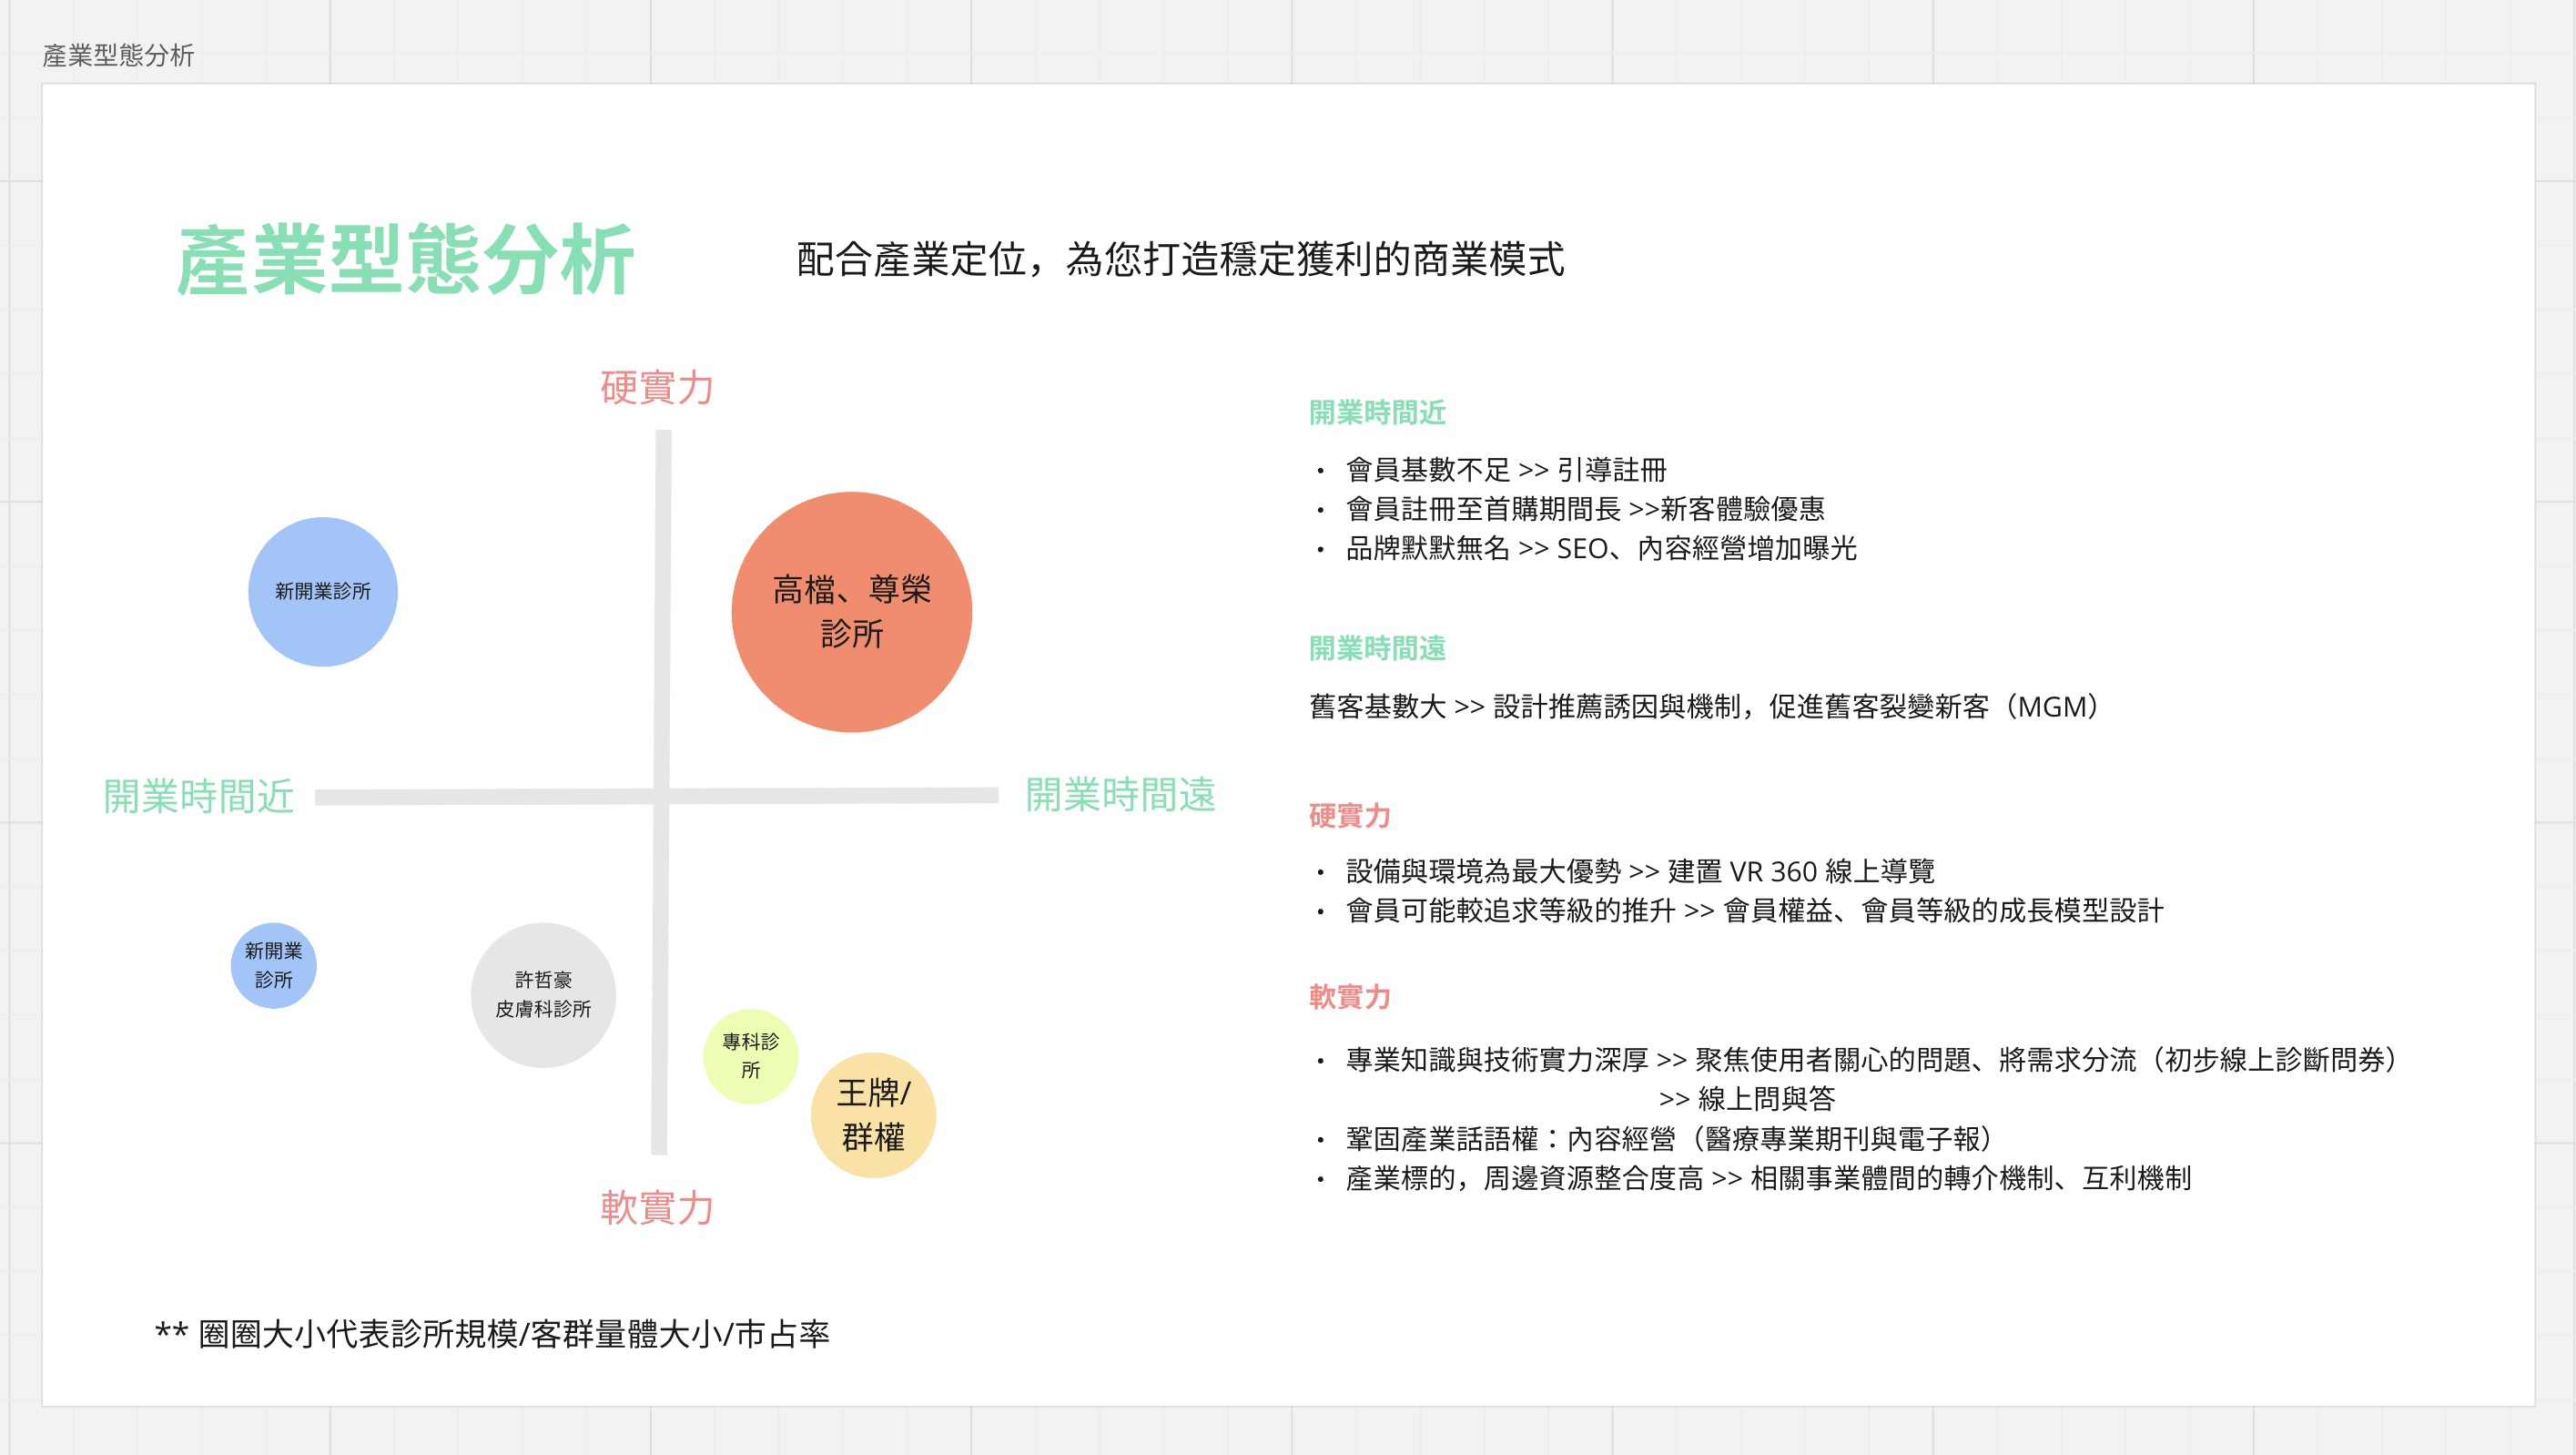 產業型態分析
產業型態分析
配合產業定位，為您打造穩定獲利的商業模式
硬實力
新開業診所
高檔、尊榮
診所
開業時間近
開業時間遠
新開業
診所
許哲豪
皮膚科診所
專科診
所
王牌/
群權
軟實力
** 圈圈大小代表診所規模/客群量體大小/市占率
開業時間近
• 會員基數不足 >> 引導註冊
• 會員註冊至首購期間長 >>新客體驗優惠
• 品牌默默無名 >> SEO、內容經營增加曝光
開業時間遠
舊客基數大 >> 設計推薦誘因與機制，促進舊客裂變新客（MGM）
硬實力
• 設備與環境為最大優勢 >> 建置 VR 360 線上導覽
• 會員可能較追求等級的推升 >> 會員權益、會員等級的成長模型設計
軟實力
• 專業知識與技術實力深厚 >> 聚焦使用者關心的問題、將需求分流（初步線上診斷問券）
>> 線上問與答
• 鞏固產業話語權：內容經營（醫療專業期刊與電子報）
• 產業標的，周邊資源整合度高 >> 相關事業體間的轉介機制、互利機制